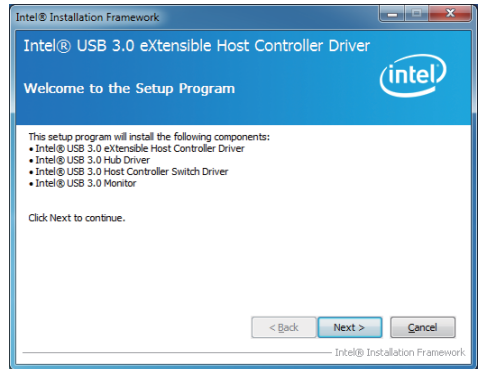 Intel® Installation Framework
Intel® USB 3.0 eXtensible Host Controller Driver
Welcome to the Setup Program
(intel)
This setup program will install the following components:
• Intel® USB 3.0 eXtensible Host Controller Driver
• Intel® USB 3.0 Hub Driver
• Intel® USB 3.0 Host Controller Switch Driver
• Intel® USB 3.0 Monitor
Click Next to continue.
< Back Next > Cancel
Intel® Installation Framework